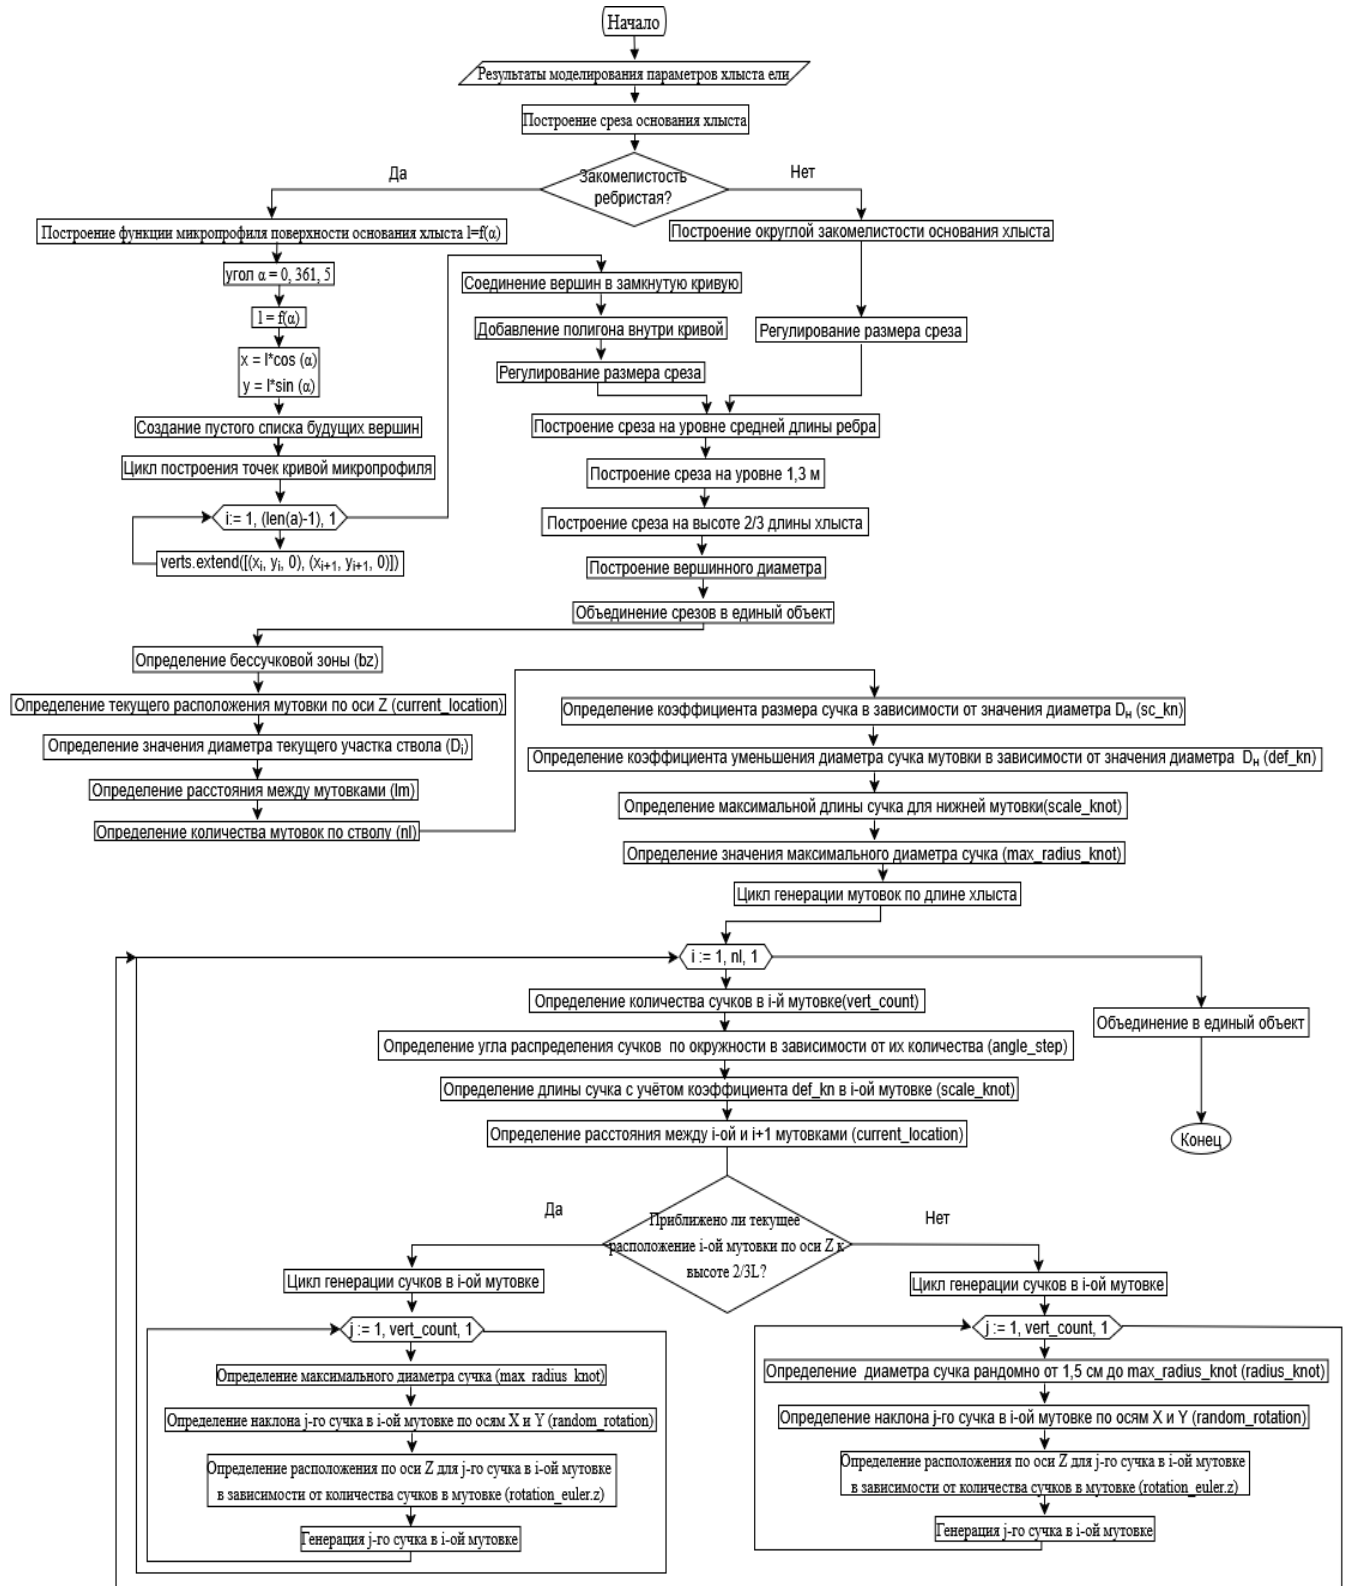 Начало
Результаты моделирования параметров хлыста ели
Построение среза основания хлыста
Закомелистость
ребристая?
Да
Нет
Построение функции микропрофиля поверхности основания хлыста l=f(α)
угол α = 0, 361, 5
l = f(α)
x = l*cos (α)
y = l*sin (α)
Создание пустого списка будущих вершин
Цикл построения точек кривой микропрофиля
i:= 1, (len(a)-1), 1
verts.extend([(xi, yi, 0), (xi+1, yi+1, 0)])
Соединение вершин в замкнутую кривую
Добавление полигона внутри кривой
Регулирование размера среза
Построение округлой закомелистости основания хлыста
Регулирование размера среза
Построение среза на уровне средней длины ребра
Построение среза на уровне 1,3 м
Построение среза на высоте 2/3 длины хлыста
Построение вершинного диаметра
Объединение срезов в единый объект
Определение бессучковой зоны (bz)
Определение текущего расположения мутовки по оси Z (current_location)
Определение значения диаметра текущего участка ствола (Di)
Определение расстояния между мутовками (lm)
Определение количества мутовок по стволу (nl)
Определение коэффициента размера сучка в зависимости от значения диаметра Dн (sc_kn)
Определение коэффициента уменьшения диаметра сучка мутовки в зависимости от значения диаметра Dн (def_kn)
Определение максимальной длины сучка для нижней мутовки(scale_knot)
Определение значения максимального диаметра сучка (max_radius_knot)
Цикл генерации мутовок по длине хлыста
i := 1, nl, 1
Определение количества сучков в i-й мутовке(vert_count)
Определение угла распределения сучков по окружности в зависимости от их количества (angle_step)
Определение длины сучка с учётом коэффициента def_kn в i-ой мутовке (scale_knot)
Определение расстояния между i-ой и i+1 мутовками (current_location)
Объединение в единый объект
Конец
Приближено ли текущее
расположение i-ой мутовки по оси Z к
высоте 2/3L?
Да
Нет
Цикл генерации сучков в i-ой мутовке
j := 1, vert_count, 1
Определение максимального диаметра сучка (max_radius_knot)
Определение наклона j-го сучка в i-ой мутовке по осям X и Y (random_rotation)
Определение расположения по оси Z для j-го сучка в i-ой мутовке
в зависимости от количества сучков в мутовке (rotation_euler.z)
Генерация j-го сучка в i-ой мутовке
Цикл генерации сучков в i-ой мутовке
j := 1, vert_count, 1
Определение диаметра сучка рандомно от 1,5 см до max_radius_knot (radius_knot)
Определение наклона j-го сучка в i-ой мутовке по осям X и Y (random_rotation)
Определение расположения по оси Z для j-го сучка в i-ой мутовке
в зависимости от количества сучков в мутовке (rotation_euler.z)
Генерация j-го сучка в i-ой мутовке